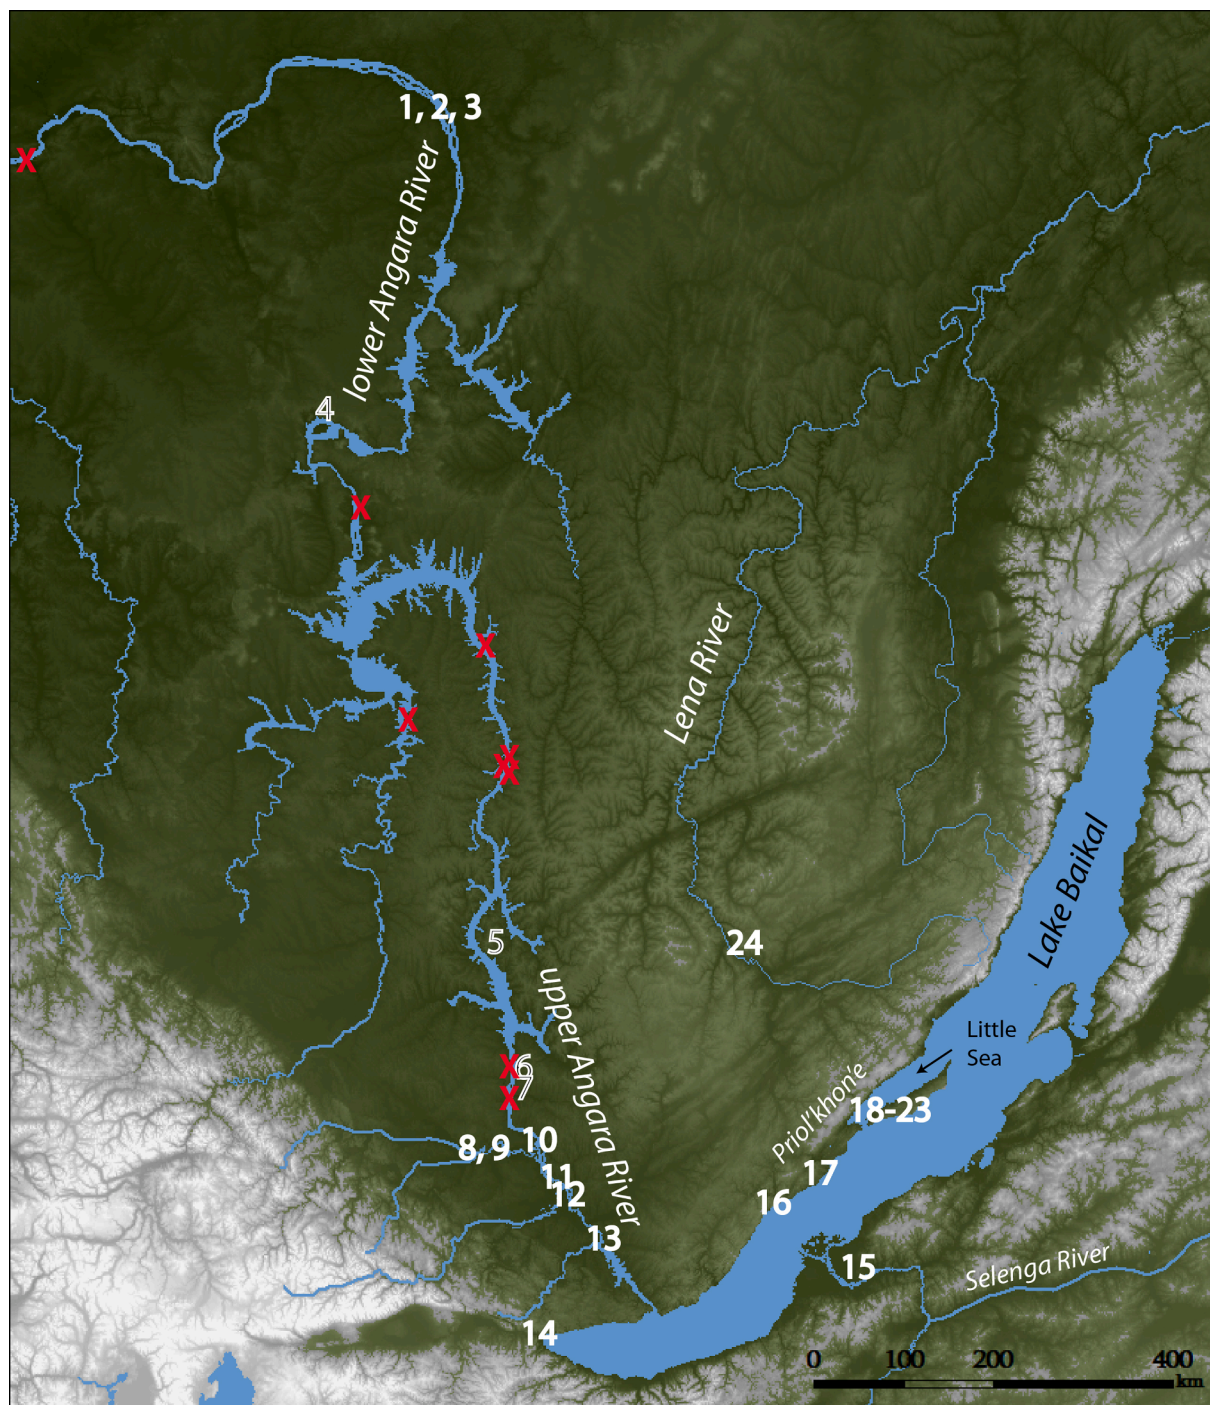 1, 2, 3
X
lower Angara River
4
X
Lena River
X
X
X
X
X
Lake Baikal
24
5
upper Angara River
Little
Sea
X 6
7
X
Priol'khon'e
18-23
8, 9
10
11
12
17
16
13
15
Selenga River
14
0 100 200 400
km